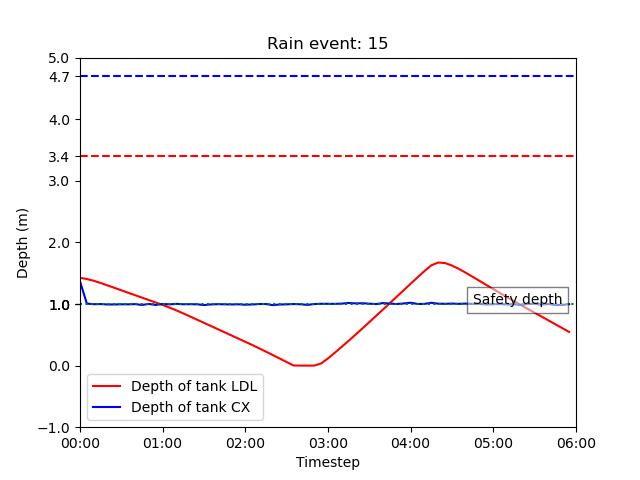 Rain event: 15
5.0
4.7
4.0
3.4
3.0
2.0
1.0
0.0
−1.0
Depth (m)
Safety depth
Depth of tank LDL
Depth of tank CX
00:00 01:00 02:00 03:00 04:00 05:00 06:00
Timestep